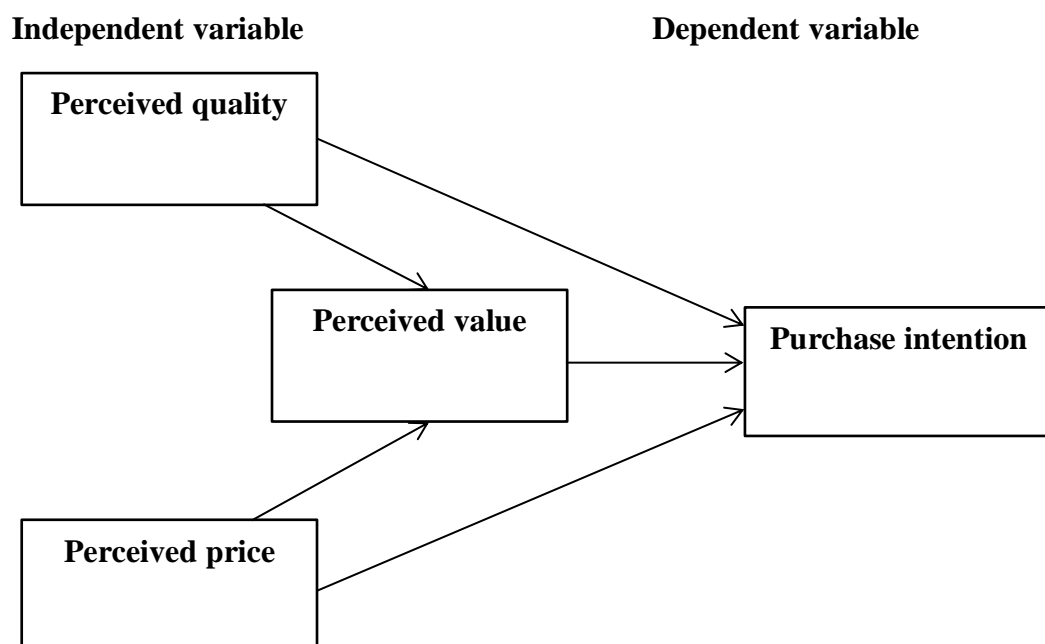 Independent variable
Dependent variable
Perceived quality
Perceived value
Purchase intention
Perceived price